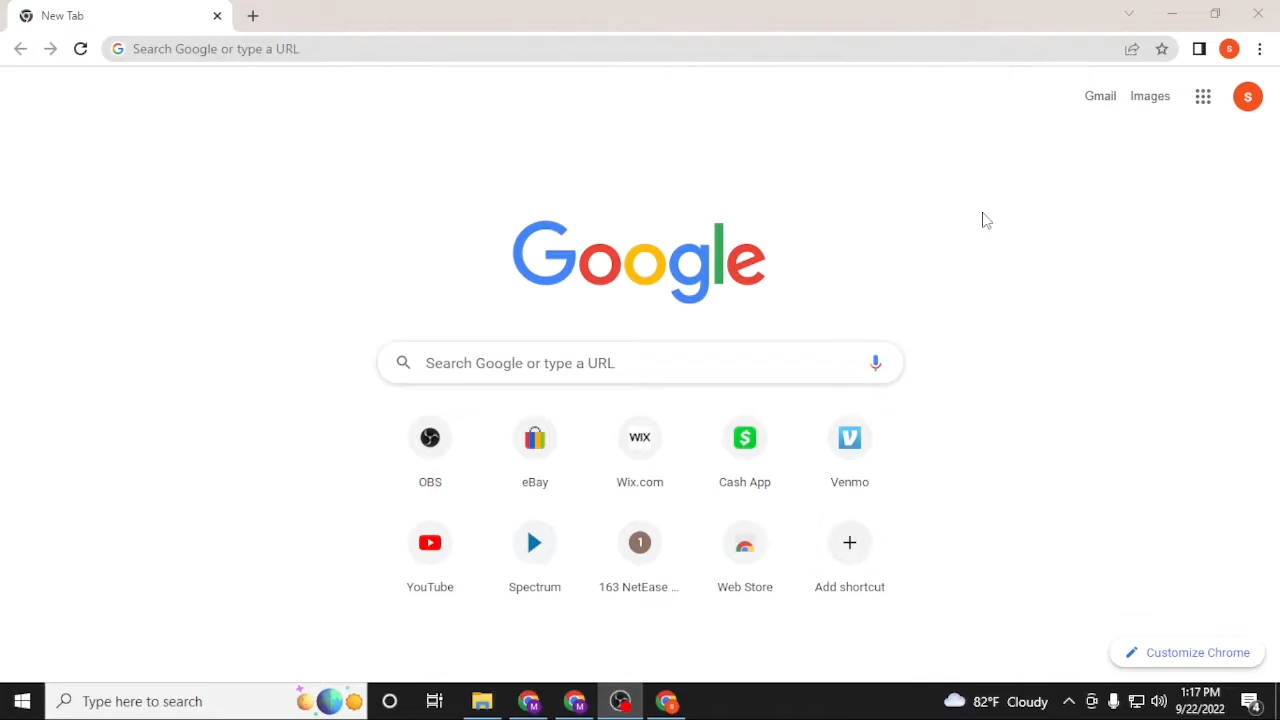 New Tab
Search Google or type a URL
S
Gmail Images
S
Google
Search Google or type a URL
WIX
OBS eBay Wix.com Cash App Venmo
1
YouTube Spectrum 163 NetEase ... Web Store Add shortcut
Customize Chrome
Type here to search
M M
82°F Cloudy
1:17 PM
9/22/2022
4